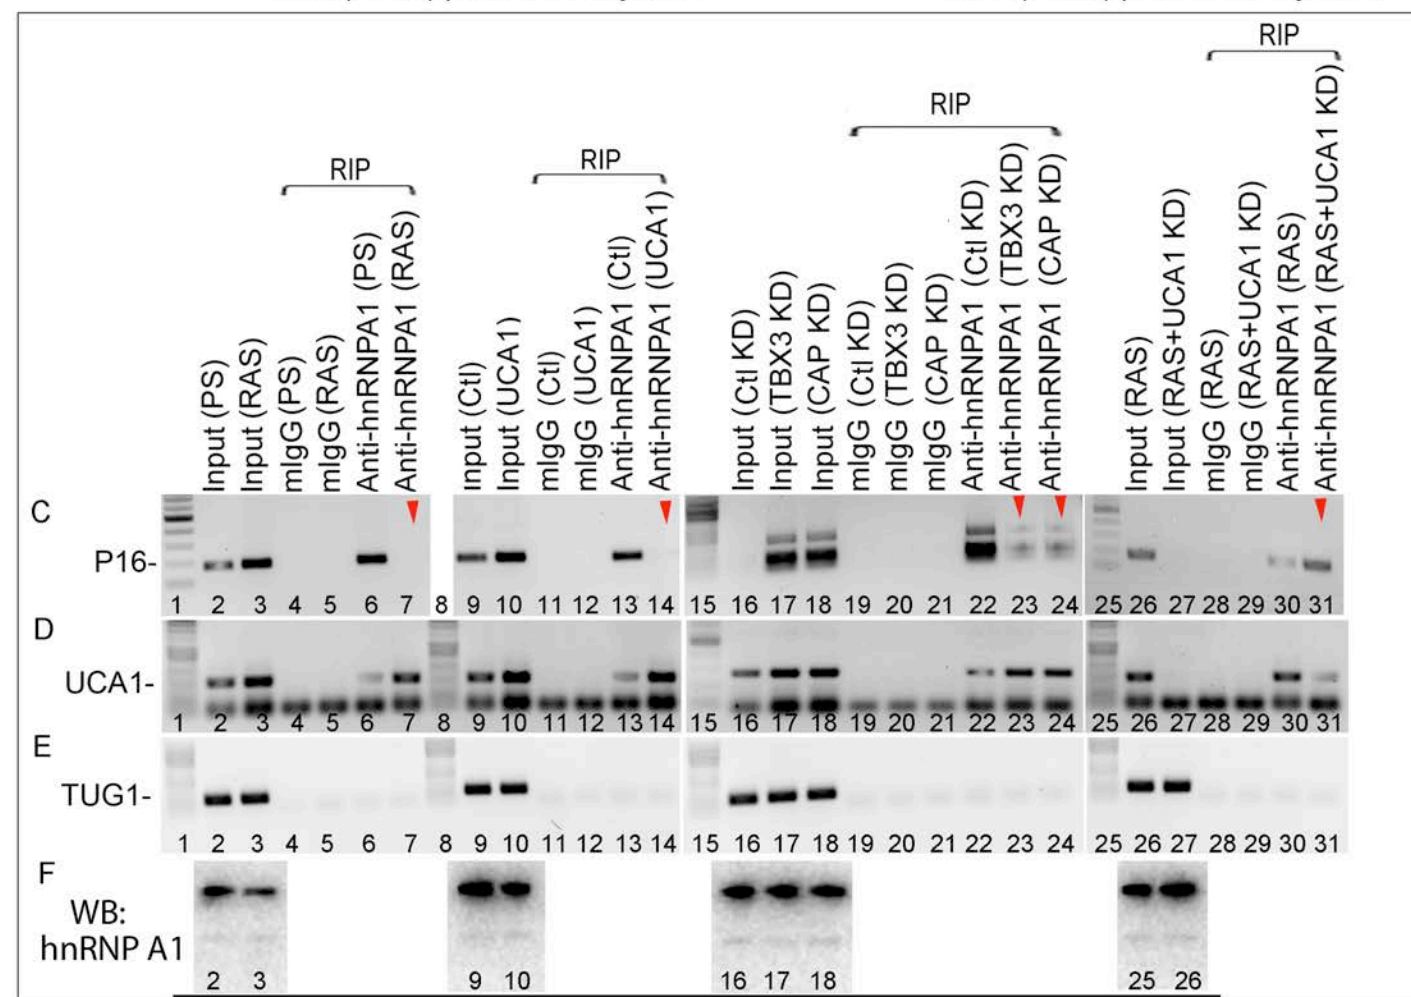 RIP
RIP
RIP
RIP
Input (PS)
Input (RAS)
mIgG (PS)
mIgG (RAS)
Anti-hnRNPA1 (PS)
Anti-hnRNPA1 (RAS)
Input (Ctl)
Input (UCA1)
mIgG (Ctl)
mIgG (UCA1)
Anti-hnRNPA1 (Ctl)
Anti-hnRNPA1 (UCA1)
Input (Ctl KD)
Input (TBX3 KD)
Input (CAP KD)
mIgG (Ctl KD)
mIgG (TBX3 KD)
mIgG (CAP KD)
Anti-hnRNPA1 (Ctl KD)
Anti-hnRNPA1 (TBX3 KD)
Anti-hnRNPA1 (CAP KD)
Input (RAS)
Input (RAS+UCA1 KD)
mIgG (RAS)
mIgG (RAS+UCA1 KD)
Anti-hnRNPA1 (RAS)
Anti-hnRNPA1 (RAS+UCA1 KD)
C
P16-
1 2 3 4 5 6 7 8 9 10 11 12 13 14 15 16 17 18 19 20 21 22 23 24 25 26 27 28 29 30 31
D
UCA1-
1 2 3 4 5 6 7 8 9 10 11 12 13 14 15 16 17 18 19 20 21 22 23 24 25 26 27 28 29 30 31
E
TUG1-
1 2 3 4 5 6 7 8 9 10 11 12 13 14 15 16 17 18 19 20 21 22 23 24 25 26 27 28 29 30 31
F
WB:
hnRNP A1
2 3 9 10 16 17 18 25 26